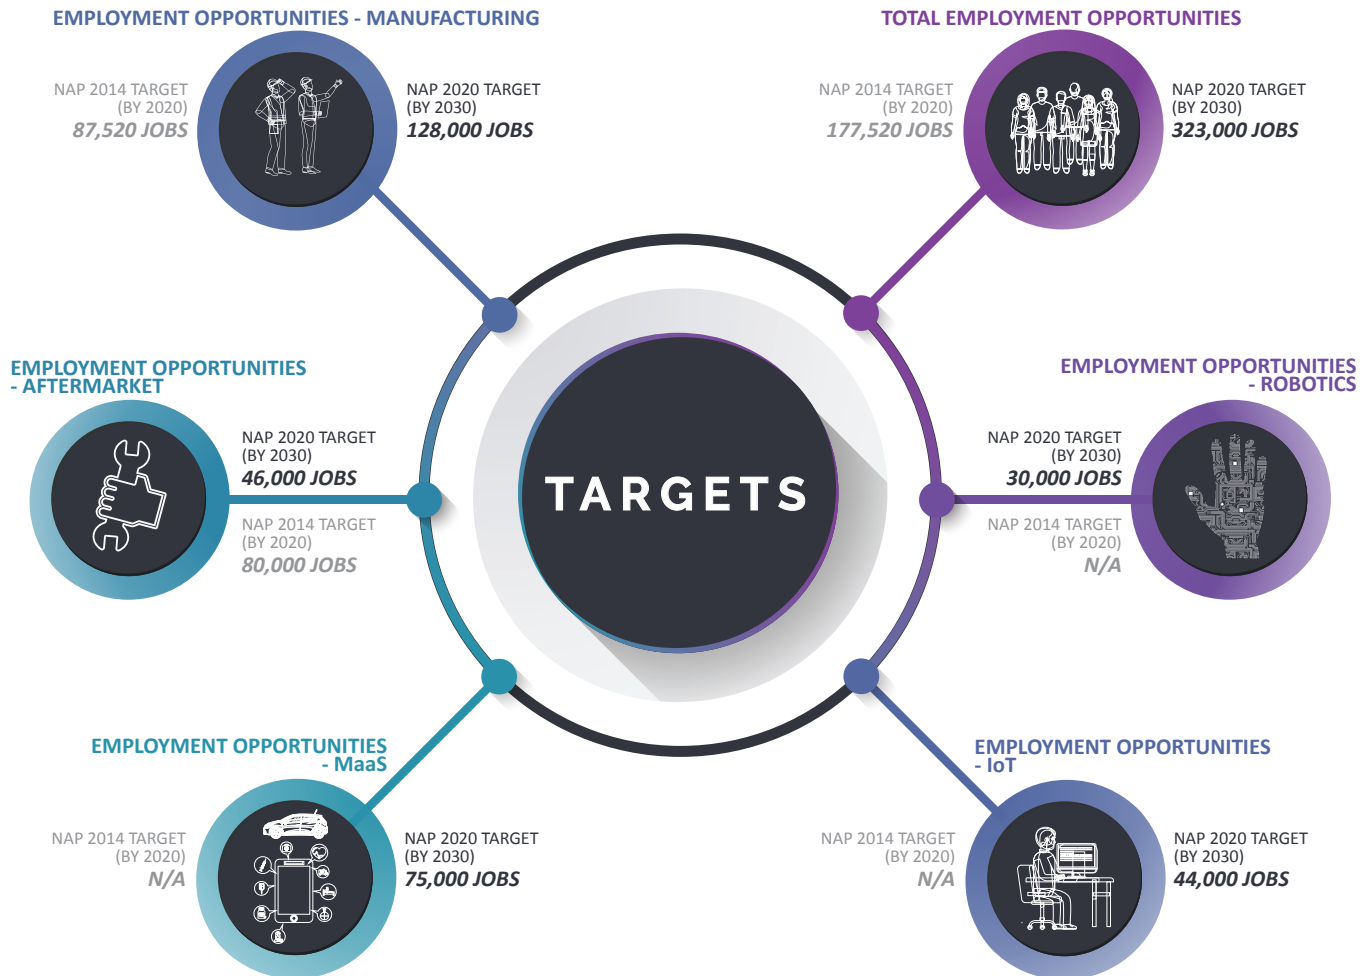 EMPLOYMENT OPPORTUNITIES - MANUFACTURING
NAP 2014 TARGET
(BY 2020)
87,520 JOBS
NAP 2020 TARGET
(BY 2030)
128,000 JOBS
TOTAL EMPLOYMENT OPPORTUNITIES
NAP 2014 TARGET
(BY 2020)
177,520 JOBS
NAP 2020 TARGET
(BY 2030)
323,000 JOBS
EMPLOYMENT OPPORTUNITIES
- AFTERMARKET
NAP 2020 TARGET
(BY 2030)
46,000 JOBS
NAP 2014 TARGET
(BY 2020)
80,000 JOBS
TARGETS
EMPLOYMENT OPPORTUNITIES
- ROBOTICS
NAP 2020 TARGET
(BY 2030)
30,000 JOBS
NAP 2014 TARGET
(BY 2020)
N/A
EMPLOYMENT OPPORTUNITIES
- MaaS
NAP 2014 TARGET
(BY 2020)
N/A
NAP 2020 TARGET
(BY 2030)
75,000 JOBS
EMPLOYMENT OPPORTUNITIES
- IoT
NAP 2014 TARGET
(BY 2020)
N/A
NAP 2020 TARGET
(BY 2030)
44,000 JOBS